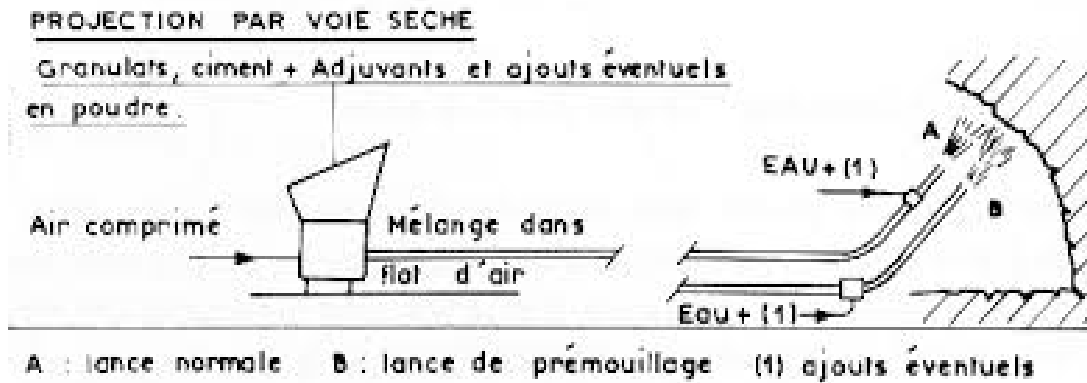 PROJECTION PAR VOIE SECHE
Granulats, ciment + Adjuvants et ajouts éventuels
en poudre.
A
EAU + (1)
B
Air comprimé
Mélange dans
flot d'air
Eau + (1)
A : lance normale B : lance de prémouillage (1) ajouts éventuels